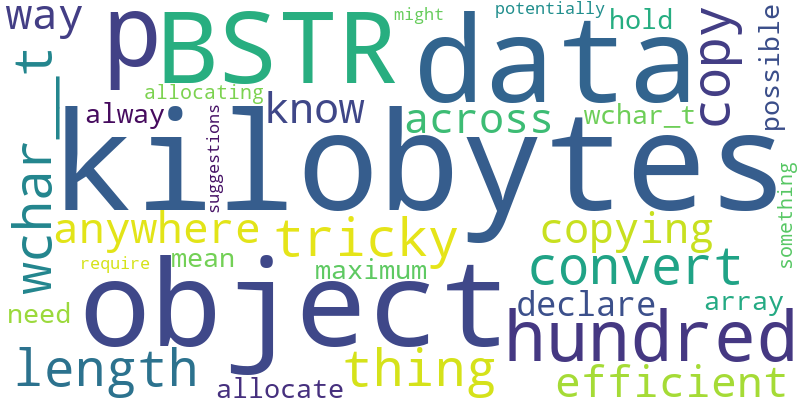 way p BSTR might data potentially hold copy possible
wchar__t allocating alway know across wchar_t
kilobytes suggestions
anywhere tricky copying something
require mean maximum convert
object declare array
need hundred
length allocate thing efficient